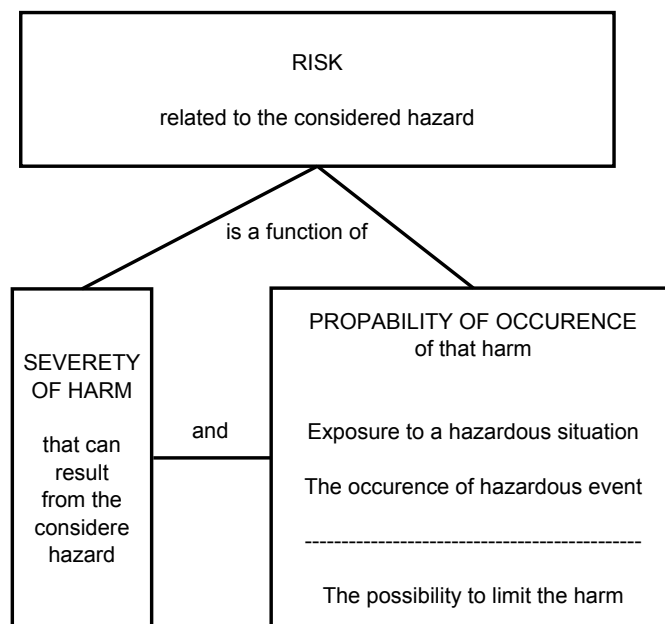 RISK
related to the considered hazard
is a function of
SEVERETY
OF HARM
that can
result
from the
considere
hazard
and
PROPABILITY OF OCCURENCE
of that harm
Exposure to a hazardous situation
The occurence of hazardous event
----------------------------------------------
The possibility to limit the harm